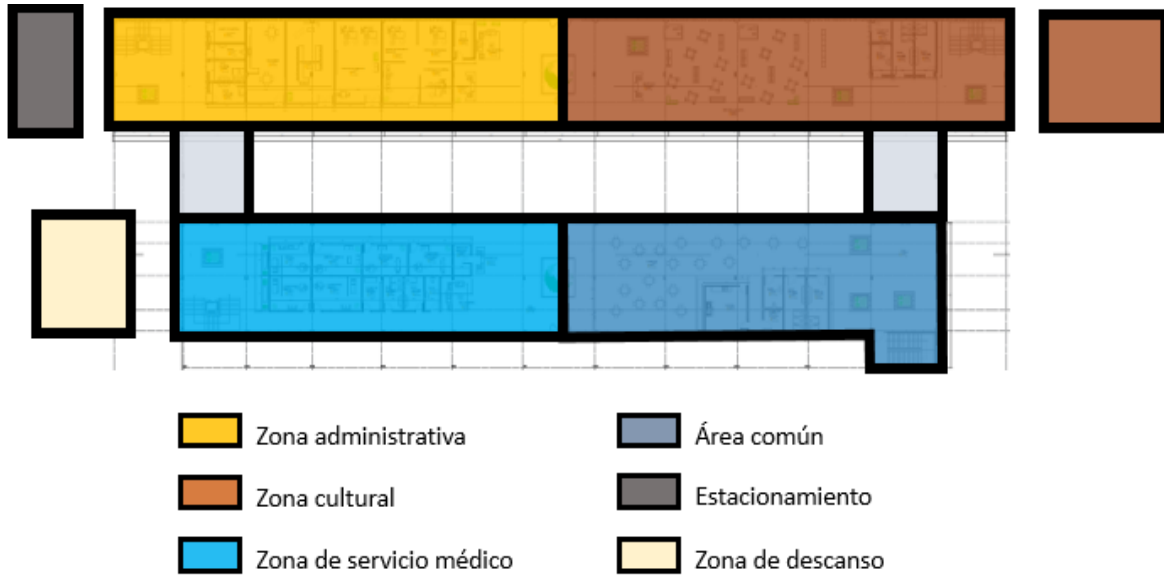 Zona administrativa
Área común
Zona cultural
Estacionamiento
Zona de servicio médico
Zona de descanso